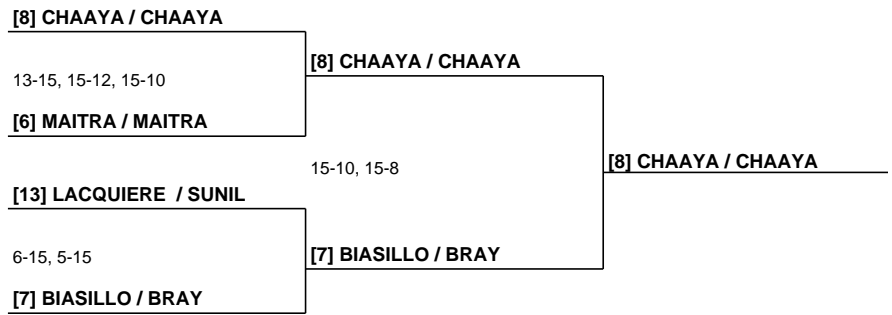 [8] CHAAYA / CHAAYA
13-15, 15-12, 15-10
[6] MAITRA / MAITRA
[13] LACQUIERE / SUNIL
6-15, 5-15
[7] BIASILLO / BRAY
[8] CHAAYA / CHAAYA
15-10, 15-8
[7] BIASILLO / BRAY
[8] CHAAYA / CHAAYA